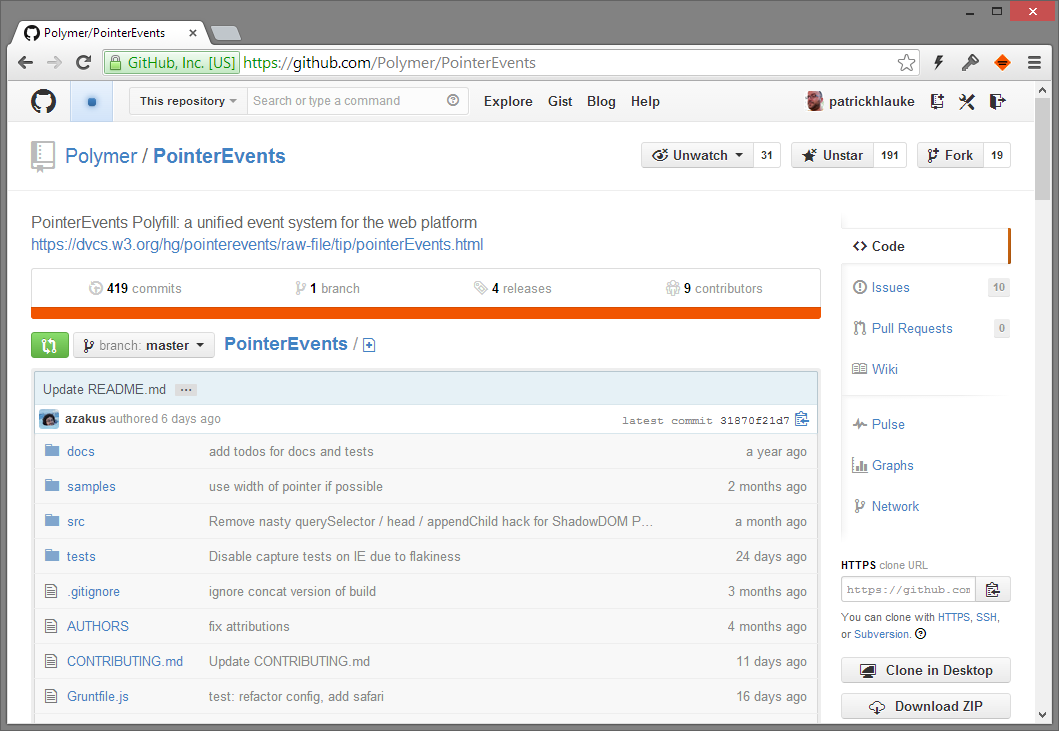 Polymer/PointerEvents
GitHub, Inc. [US] https://github.com/Polymer/PointerEvents
This repository Search or type a command Explore Gist Blog Help patrickhlauke
Polymer / PointerEvents Unwatch 31 Unstar 191 Fork 19
PointerEvents Polyfill: a unified event system for the web platform
https://dvcs.w3.org/hg/pointerevents/raw-file/tip/pointerEvents.html
419 commits 1 branch 4 releases 9 contributors
branch: master PointerEvents /
Update README.md ...
azakus authored 6 days ago latest commit 31870f21d7
docs add todos for docs and tests a year ago
samples use width of pointer if possible 2 months ago
src Remove nasty querySelector / head / appendChild hack for ShadowDOM P... a month ago
tests Disable capture tests on IE due to flakiness 24 days ago
.gitignore ignore concat version of build 3 months ago
AUTHORS fix attributions 4 months ago
CONTRIBUTING.md Update CONTRIBUTING.md 11 days ago
Gruntfile.js test: refactor config, add safari 16 days ago
Code
Issues 10
Pull Requests 0
Wiki
Pulse
Graphs
Network
HTTPS clone URL
https://github.com
You can clone with HTTPS, SSH,
or Subversion.
Clone in Desktop
Download ZIP